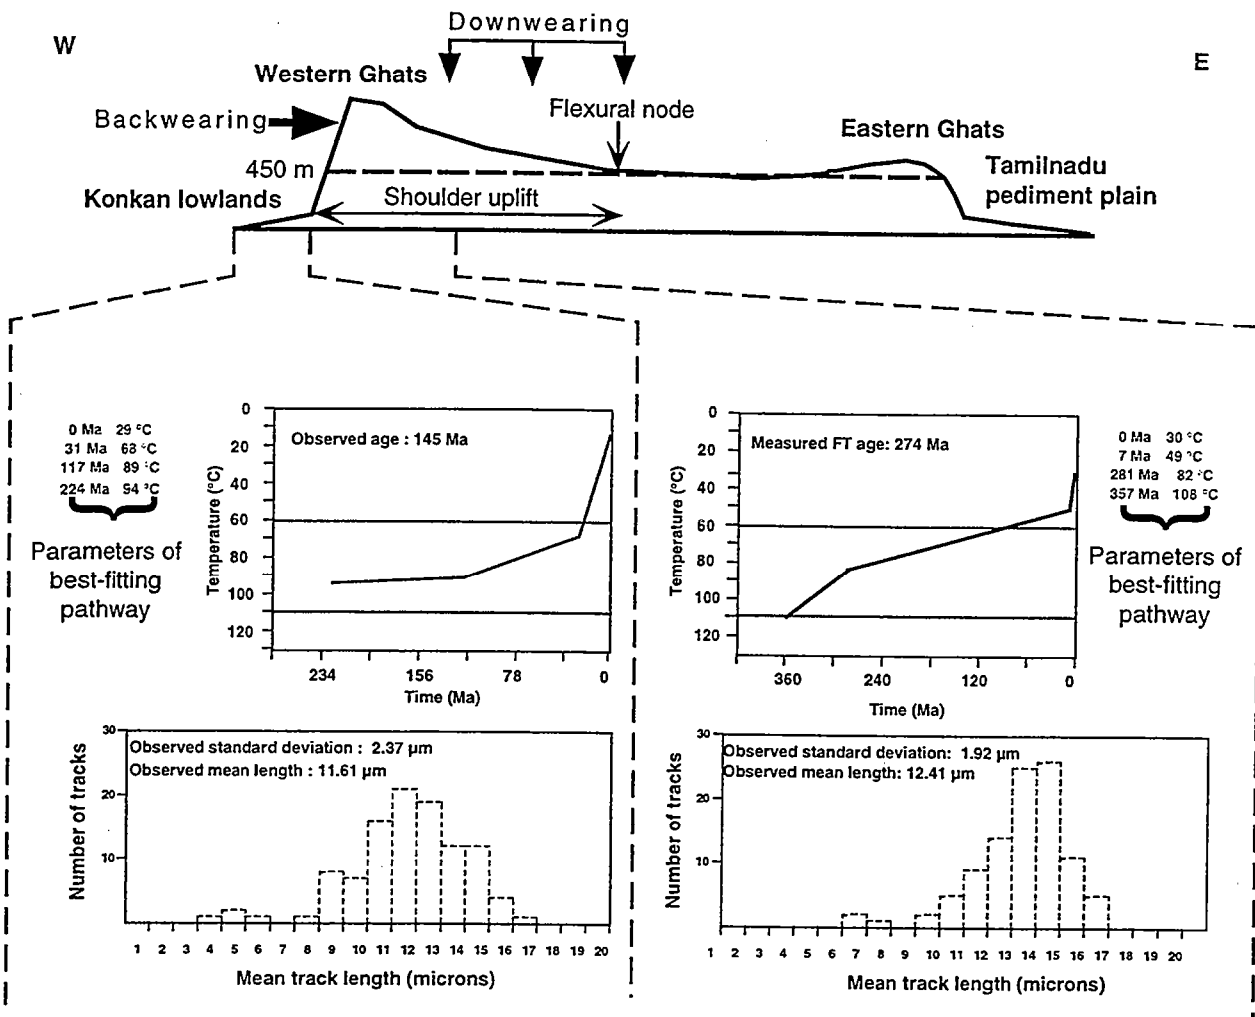 W
Downwearing
E
Western Ghats
Backwearing
Flexural node
Eastern Ghats
450 m
Tamilnadu
pediment plain
Konkan lowlands
Shoulder uplift
0 Ma 29 °C
31 Ma 68 °C
117 Ma 89 °C
224 Ma 94 °C
Parameters of
best-fitting
pathway
Temperature (°C)
0
20
40
60
80
100
120
Observed age : 145 Ma
234 156 78 0
Time (Ma)
Temperature (°C)
0
20
40
60
80
100
120
Measured FT age: 274 Ma
360 240 120 0
Time (Ma)
0 Ma 30 °C
7 Ma 49 °C
281 Ma 82 °C
357 Ma 108 °C
Parameters of
best-fitting
pathway
Number of tracks
30
20
10
Observed standard deviation : 2.37 µm
Observed mean length : 11.61 µm
1 2 3 4 5 6 7 8 9 10 11 12 13 14 15 16 17 18 19 20
Mean track length (microns)
Number of tracks
30
20
10
Observed standard deviation: 1.92 µm
Observed mean length: 12.41 µm
1 2 3 4 5 6 7 8 9 10 11 12 13 14 15 16 17 18 19 20
Mean track length (microns)